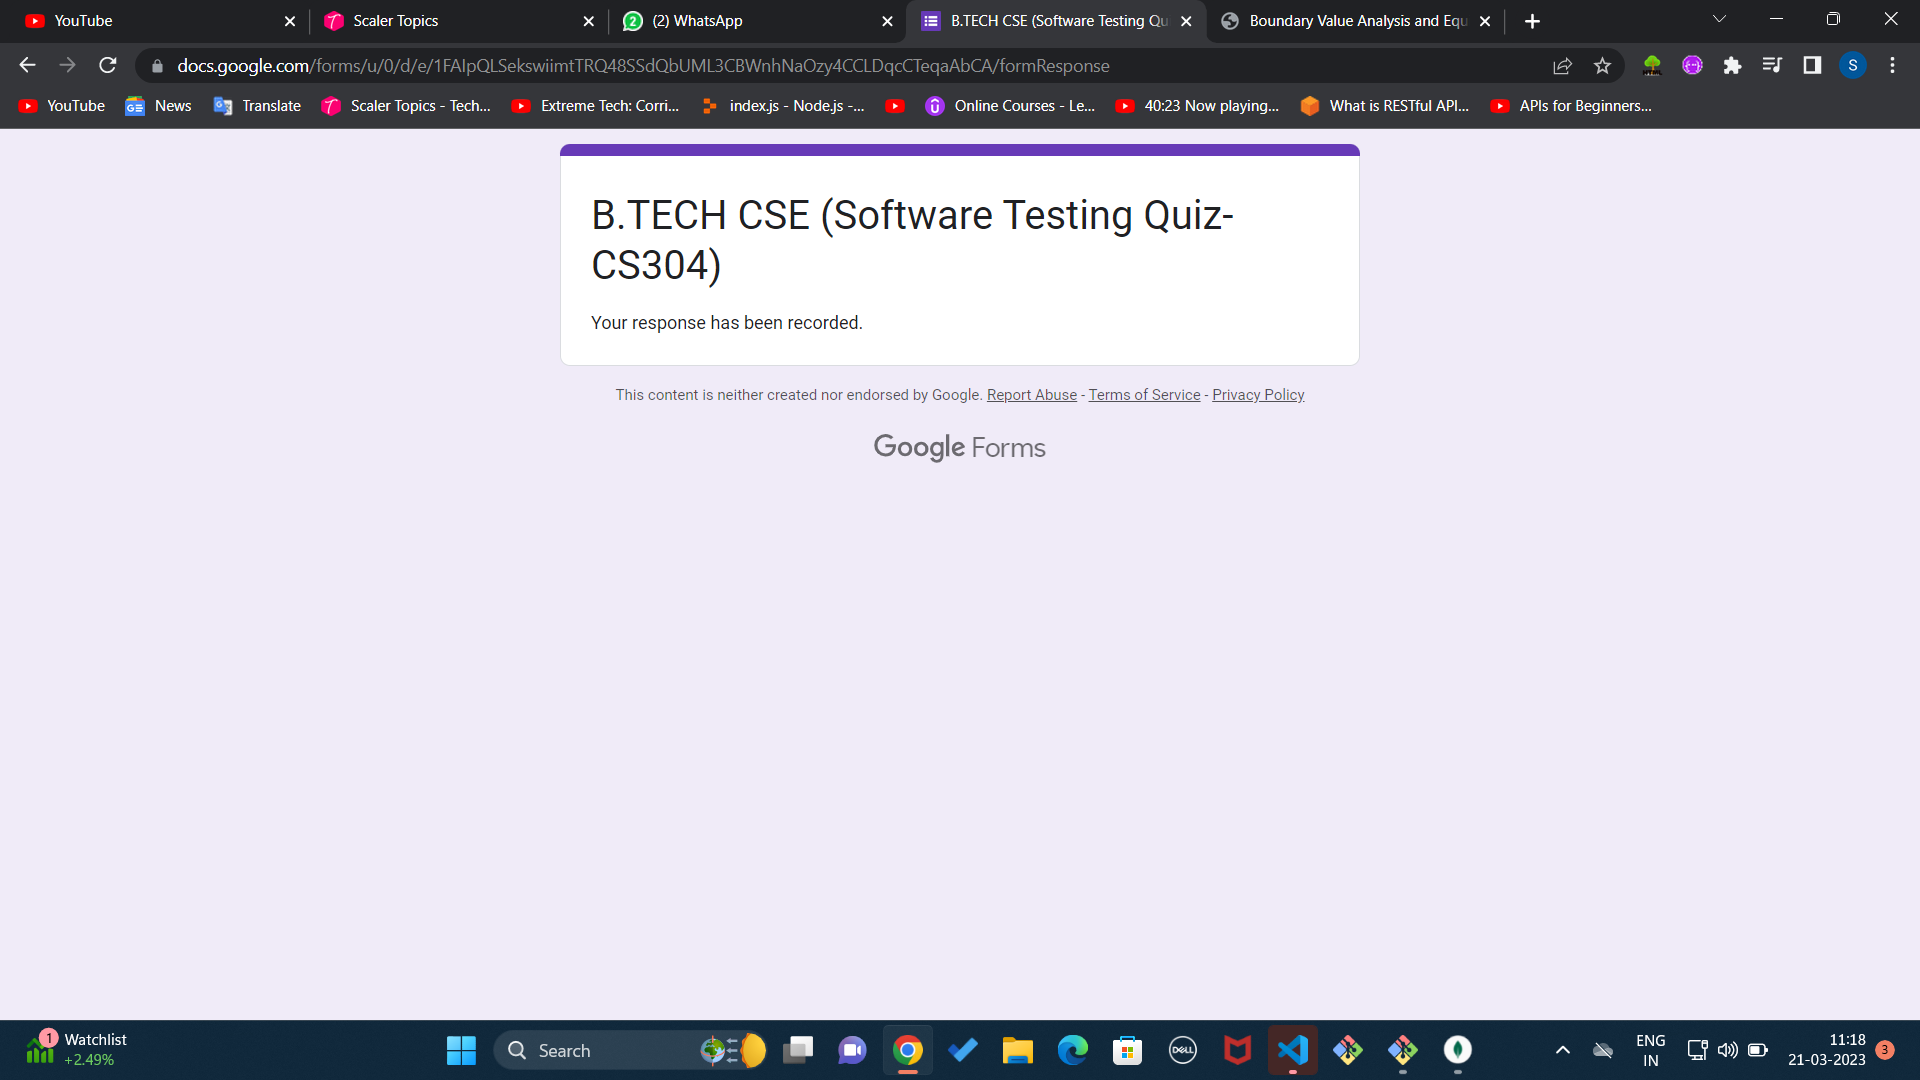 YouTube
Scaler Topics
2 (2) WhatsApp
B.TECH CSE (Software Testing Qu
Boundary Value Analysis and Equ
docs.google.com/forms/u/0/d/e/1FAIpQLSekswiimtTRQ48SSdQbUML3CBWnhNaOzy4CCLDqcCTeqaAbCA/formResponse
S
YouTube
GE News
Translate
Scaler Topics - Tech...
Extreme Tech: Corri...
index.js - Node.js -...
Online Courses - Le...
40:23 Now playing...
What is RESTful API...
APIs for Beginners...
B.TECH CSE (Software Testing Quiz-
CS304)
Your response has been recorded.
This content is neither created nor endorsed by Google. Report Abuse - Terms of Service - Privacy Policy
Google Forms
1 Watchlist
+2.49%
Search
DELL
ENG
IN
11:18
21-03-2023
3